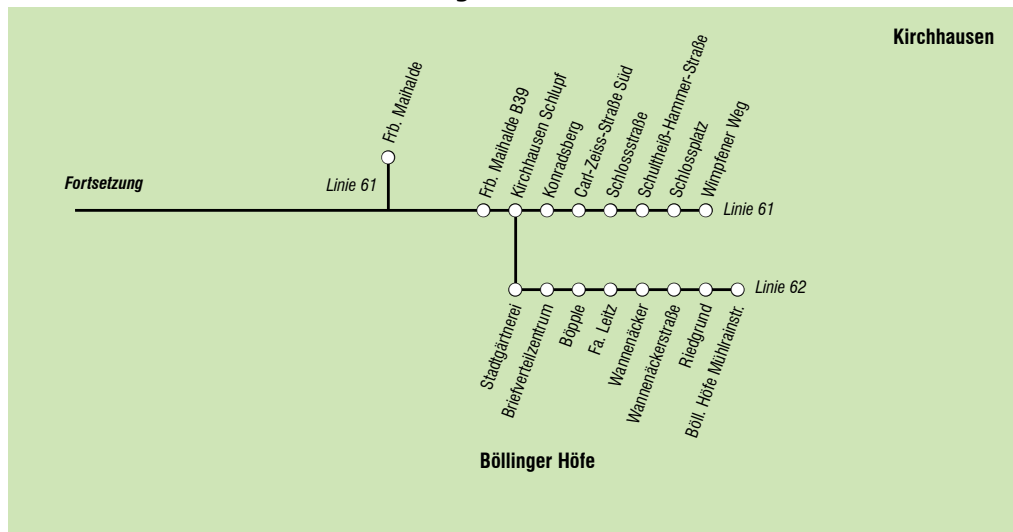 Kirchhausen
Frb. Maihalde
Fortsetzung
Linie 61
Frb. Maihalde B39
Kirchhausen Schlupf
Konradsberg
Carl-Zeiss-Straße Süd
Schlossstraße
Schultheiß-Hammer-Straße
Schlossplatz
Wimpfener Weg
Linie 61
Linie 62
Stadtgärtnerei
Briefverteilzentrum
Böpple
Fa. Leitz
Wannenäcker
Wannenäckerstraße
Riedgrund
Böll. Höfe Mühlrainstr.
Böllinger Höfe